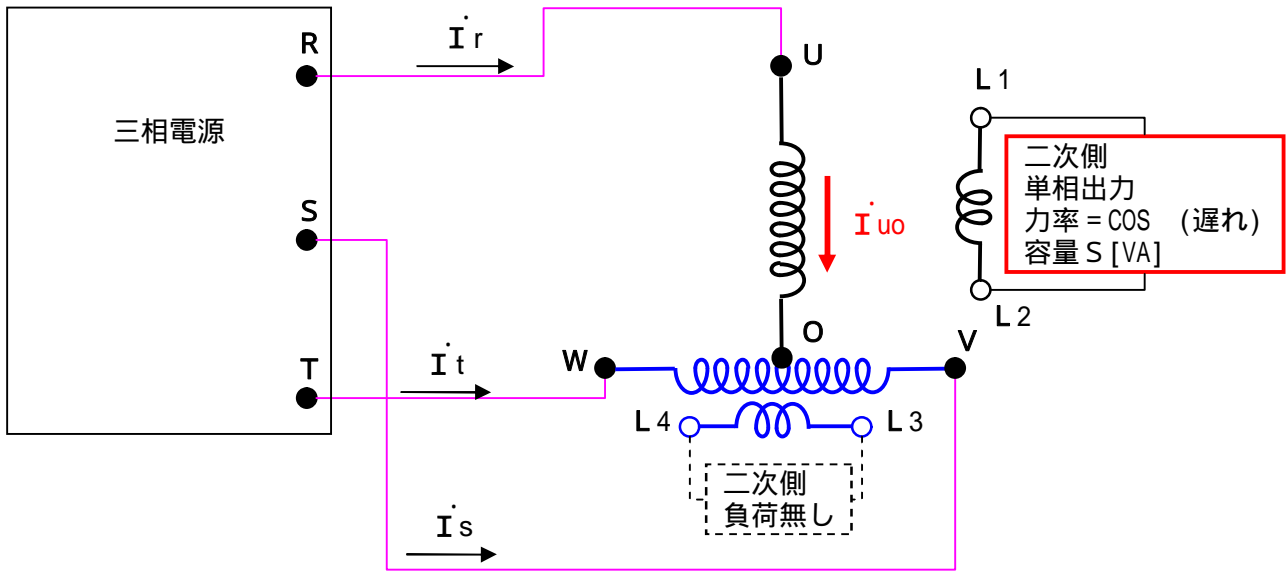 R
İr
U
L1
三相電源
二次側
単相出力
力率=COS (遅れ)
容量S[VA]
S
İuo
L2
O
V
T
İt
W
L4
L3
二次側
負荷無し
İs